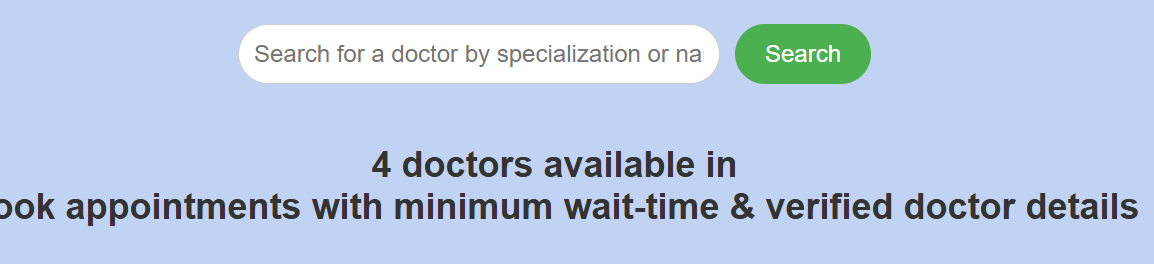 Search for a doctor by specialization or na
Search
4 doctors available in
ook appointments with minimum wait-time & verified doctor details